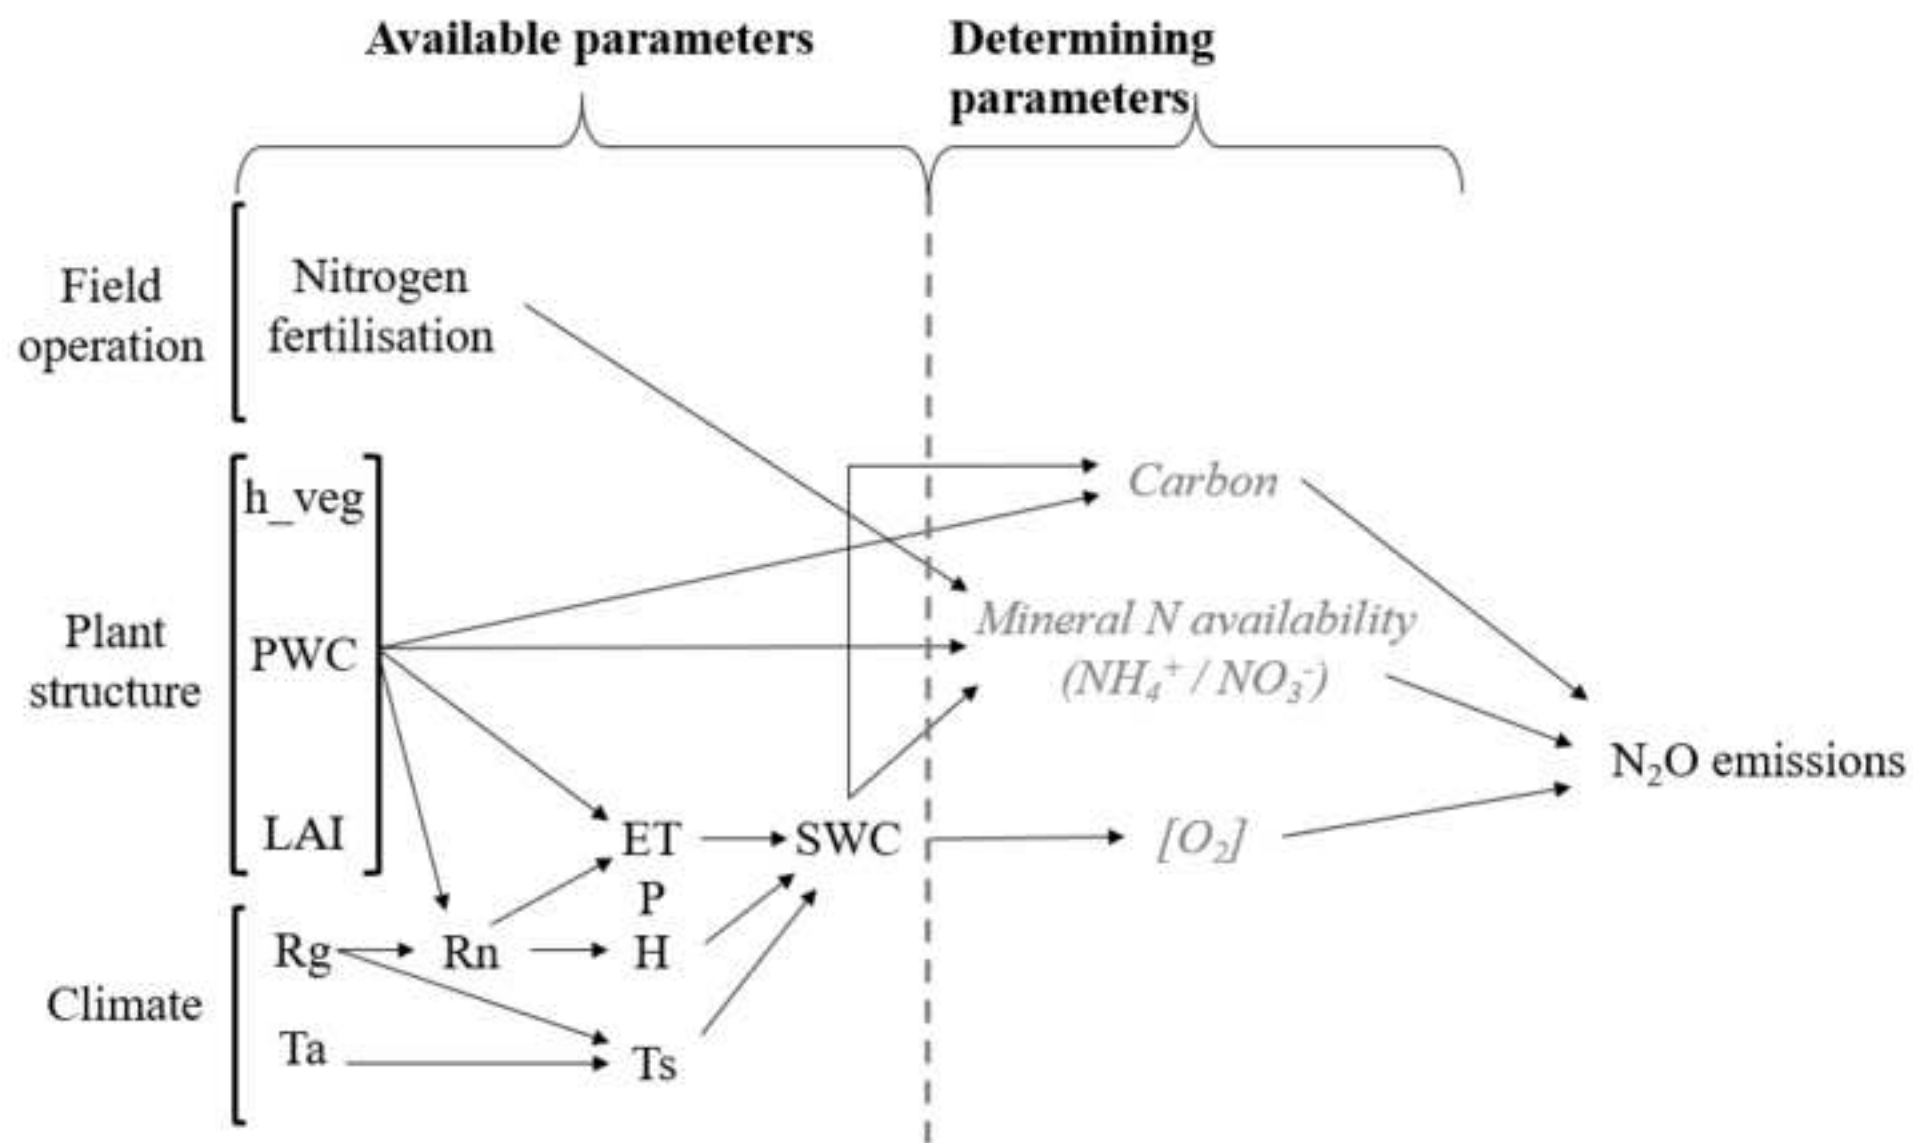 Available parameters
Determining
parameters
Field
operation
Nitrogen
fertilisation
h_veg
Carbon
Plant
structure
PWC
Mineral N availability
(NH₄⁺ / NO₃⁻)
N₂O emissions
LAI
ET
SWC
[O₂]
P
Climate
Rg
Rn
H
Ta
Ts